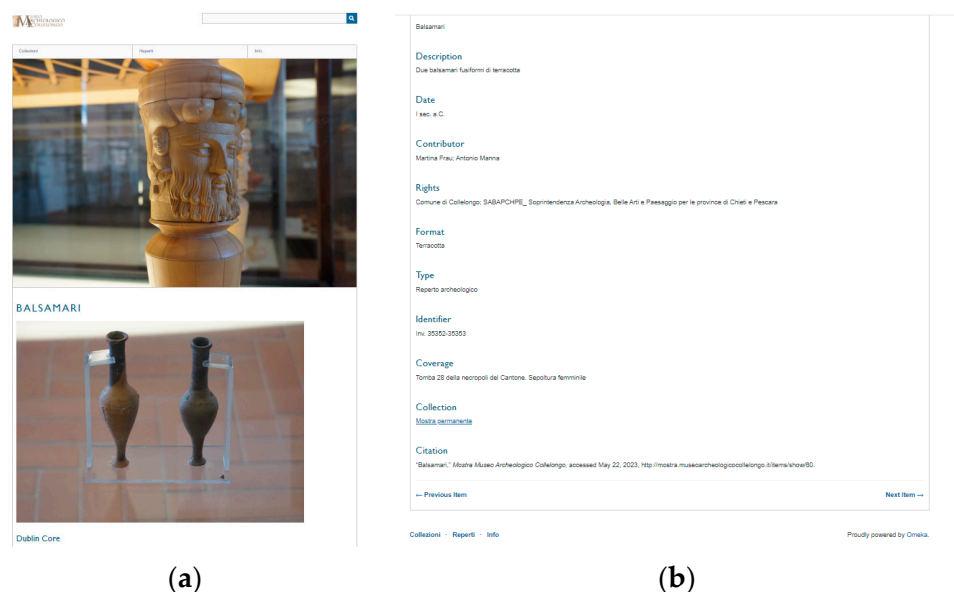 MUSEO
ARCHEOLOGICO
COLLELONGO
Collezioni
Reperti
Info
BALSAMARI
Dublin Core
(a)
Balsamari
Description
Due balsamari fusiformi di terracotta
Date
I sec. a.C.
Contributor
Martina Frau; Antonio Manna
Rights
Comune di Collelongo; SABAPCHPE_ Soprintendenza Archeologia, Belle Arti e Paesaggio per le province di Chieti e Pescara
Format
Terracotta
Type
Reperto archeologico
Identifier
Inv. 35352-35353
Coverage
Tomba 28 della necropoli del Cantone. Sepoltura femminile
Collection
Mostra permanente
Citation
"Balsamari," Mostra Museo Archeologico Collelongo, accessed May 22, 2023, http://mostra.museoarcheologicocollelongo.it/items/show/60.
← Previous Item
Next Item →
Collezioni · Reperti · Info
Proudly powered by Omeka.
(b)